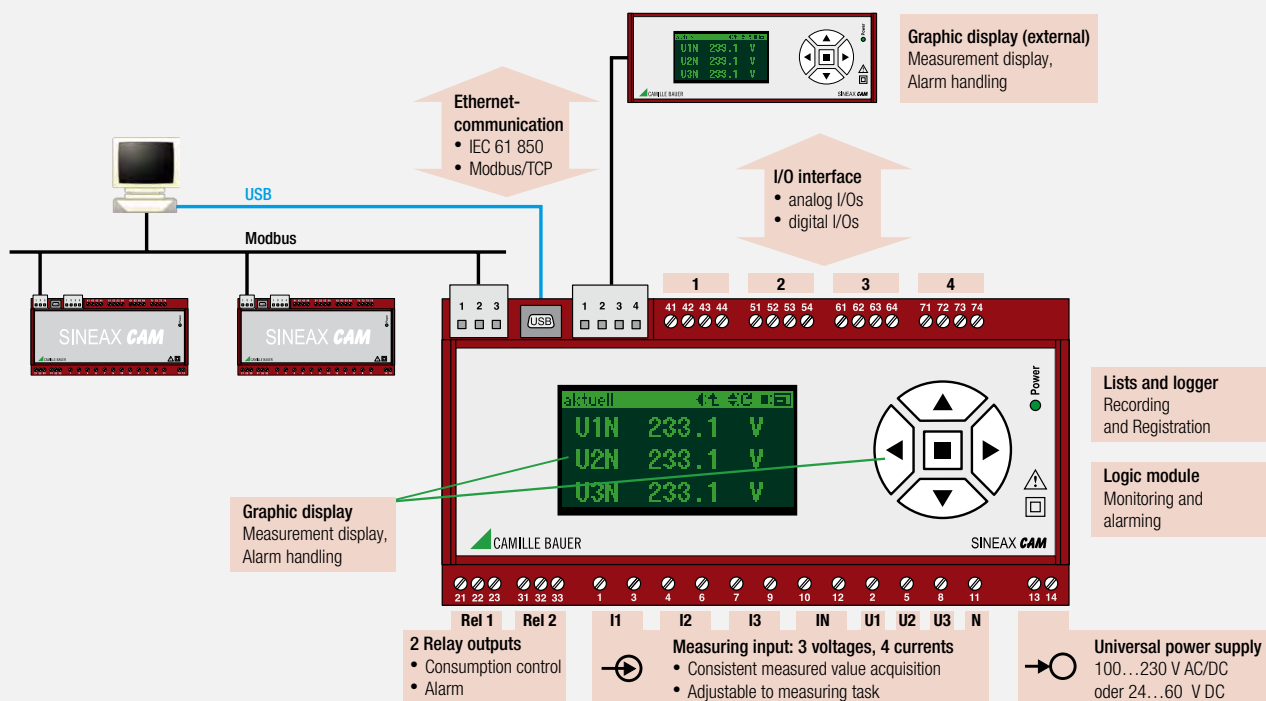 U1N 233.1 V
U2N 233.1 V
U3N 233.1 V
Power
CAMILLE BAUER
SINEAX CAM
Graphic display (external)
Measurement display,
Alarm handling
Ethernet-
communication
• IEC 61 850
• Modbus/TCP
I/O interface
• analog I/Os
• digital I/Os
USB
Modbus
SINEAX CAM
SINEAX CAM
1 2 3 4
1 2 3
USB
1 2 3 4
41 42 43 44
51 52 53 54
61 62 63 64
71 72 73 74
aktuell
U1N 233.1 V
U2N 233.1 V
U3N 233.1 V
Power
CAMILLE BAUER
SINEAX CAM
Lists and logger
Recording
and Registration
Logic module
Monitoring and
alarming
Graphic display
Measurement display,
Alarm handling
21 22 23 31 32 33 1 3 4 6 7 9 10 12 2 5 8 11 13 14
Rel 1 Rel 2 I1 I2 I3 IN U1 U2 U3 N
2 Relay outputs
• Consumption control
• Alarm
Measuring input: 3 voltages, 4 currents
• Consistent measured value acquisition
• Adjustable to measuring task
Universal power supply
100…230 V AC/DC
oder 24…60 V DC